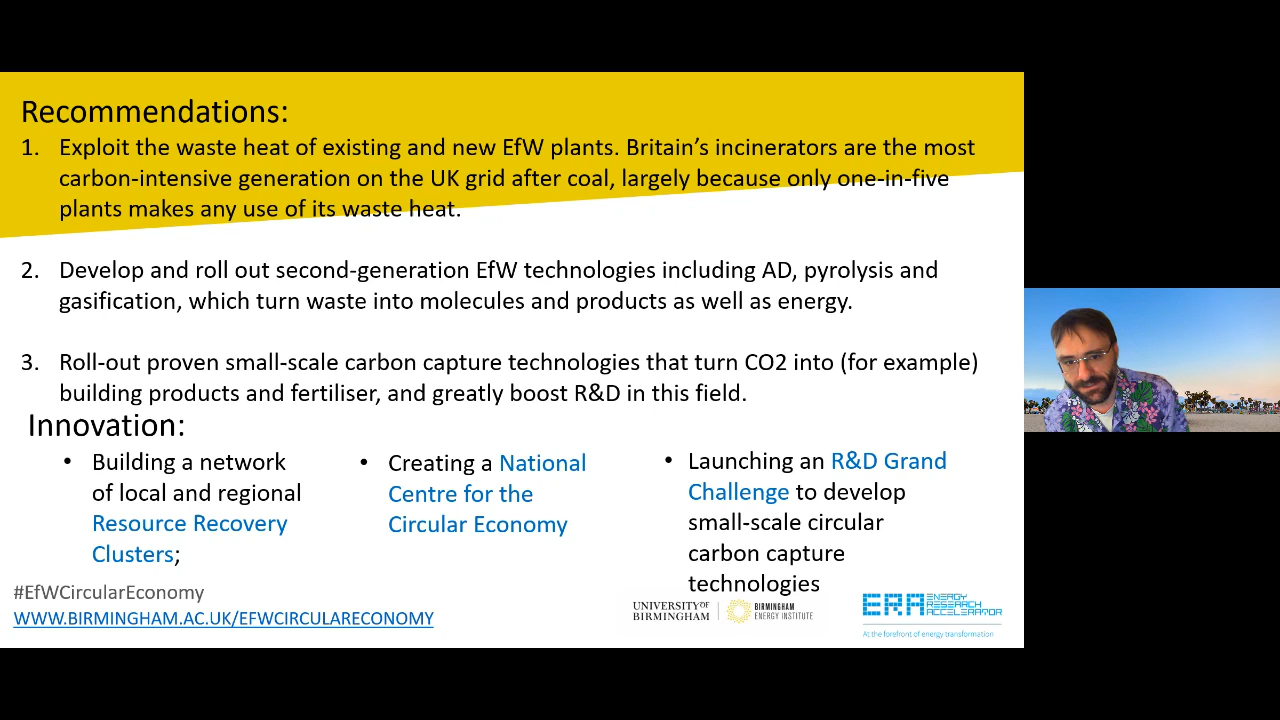 Recommendations:
1. Exploit the waste heat of existing and new EfW plants. Britain’s incinerators are the most
carbon-intensive generation on the UK grid after coal, largely because only one-in-five
plants makes any use of its waste heat.
2. Develop and roll out second-generation EfW technologies including AD, pyrolysis and
gasification, which turn waste into molecules and products as well as energy.
3. Roll-out proven small-scale carbon capture technologies that turn CO2 into (for example)
building products and fertiliser, and greatly boost R&D in this field.
Innovation:
• Building a network
of local and regional
Resource Recovery
Clusters;
• Creating a National
Centre for the
Circular Economy
• Launching an R&D Grand
Challenge to develop
small-scale circular
carbon capture
technologies
#EfWCircularEconomy
WWW.BIRMINGHAM.AC.UK/EFWCIRCULARECONOMY
UNIVERSITY OF
BIRMINGHAM
BIRMINGHAM
ENERGY INSTITUTE
ERA ENERGY
RESEARCH
ACCELERATOR
At the forefront of energy transformation